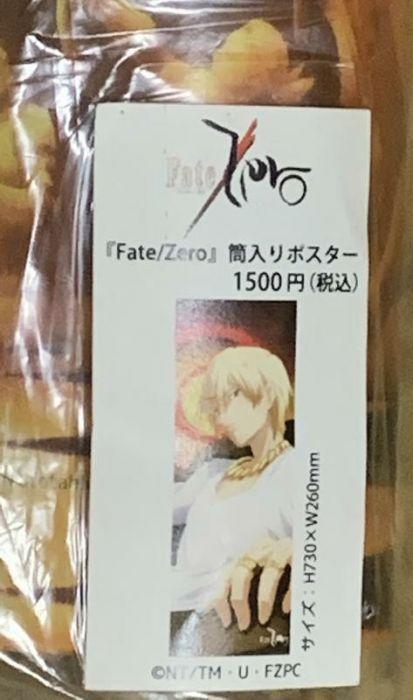 Fate
Zero
『Fate/Zero』筒入りポスター
1500円(税込)
サイズ：H730×W260mm
©NT/TM・U・FZPC